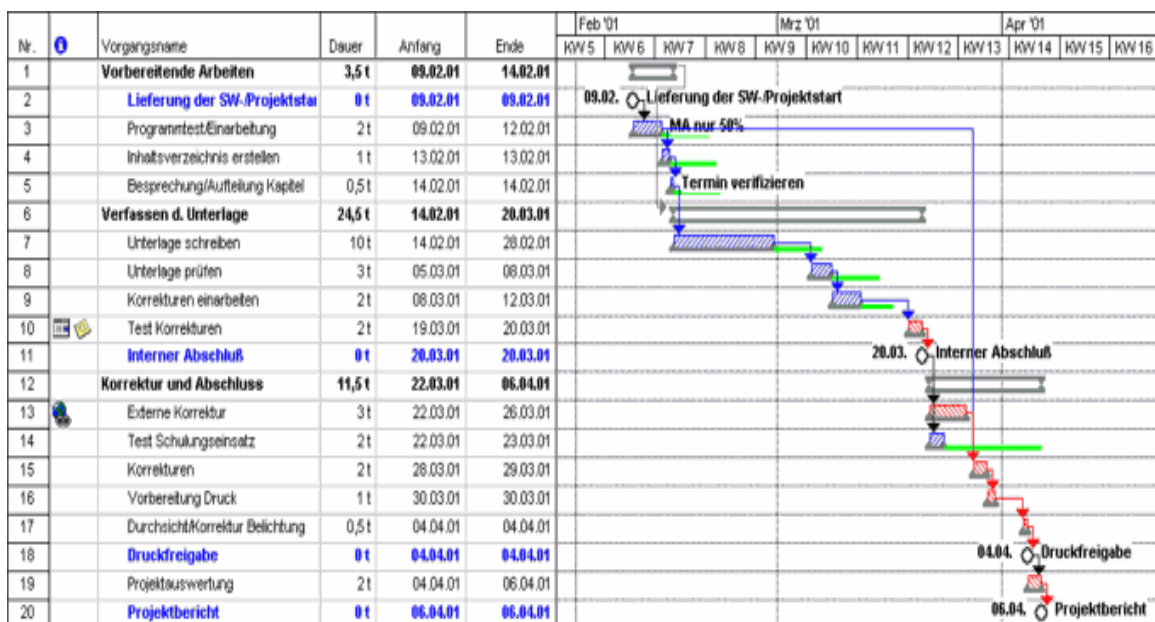 Feb '01 Mrz '01 Apr '01
Nr. Vorgangsname Dauer Anfang Ende KW 5 KW 6 KW 7 KW 8 KW 9 KW 10 KW 11 KW 12 KW 13 KW 14 KW 15 KW 16
1 Vorbereitende Arbeiten 3,5 t 09.02.01 14.02.01
2 Lieferung der SW-/Projektstar 0 t 09.02.01 09.02.01 09.02. Lieferung der SW-/Projektstart
3 Programmtest/Einarbeitung 2 t 09.02.01 12.02.01 MA nur 50%
4 Inhaltsverzeichnis erstellen 1 t 13.02.01 13.02.01
5 Besprechung/Aufteilung Kapitel 0,5 t 14.02.01 14.02.01 Termin verifizieren
6 Verfassen d. Unterlage 24,5 t 14.02.01 20.03.01
7 Unterlage schreiben 10 t 14.02.01 28.02.01
8 Unterlage prüfen 3 t 05.03.01 08.03.01
9 Korrekturen einarbeiten 2 t 08.03.01 12.03.01
10 Test Korrekturen 2 t 19.03.01 20.03.01
11 Interner Abschluß 0 t 20.03.01 20.03.01 20.03. Interner Abschluß
12 Korrektur und Abschluss 11,5 t 22.03.01 06.04.01
13 Externe Korrektur 3 t 22.03.01 26.03.01
14 Test Schulungseinsatz 2 t 22.03.01 23.03.01
15 Korrekturen 2 t 28.03.01 29.03.01
16 Vorbereitung Druck 1 t 30.03.01 30.03.01
17 Durchsicht/Korrektur Belichtung 0,5 t 04.04.01 04.04.01
18 Druckfreigabe 0 t 04.04.01 04.04.01 04.04. Druckfreigabe
19 Projektauswertung 2 t 04.04.01 06.04.01
20 Projektbericht 0 t 06.04.01 06.04.01 06.04. Projektbericht